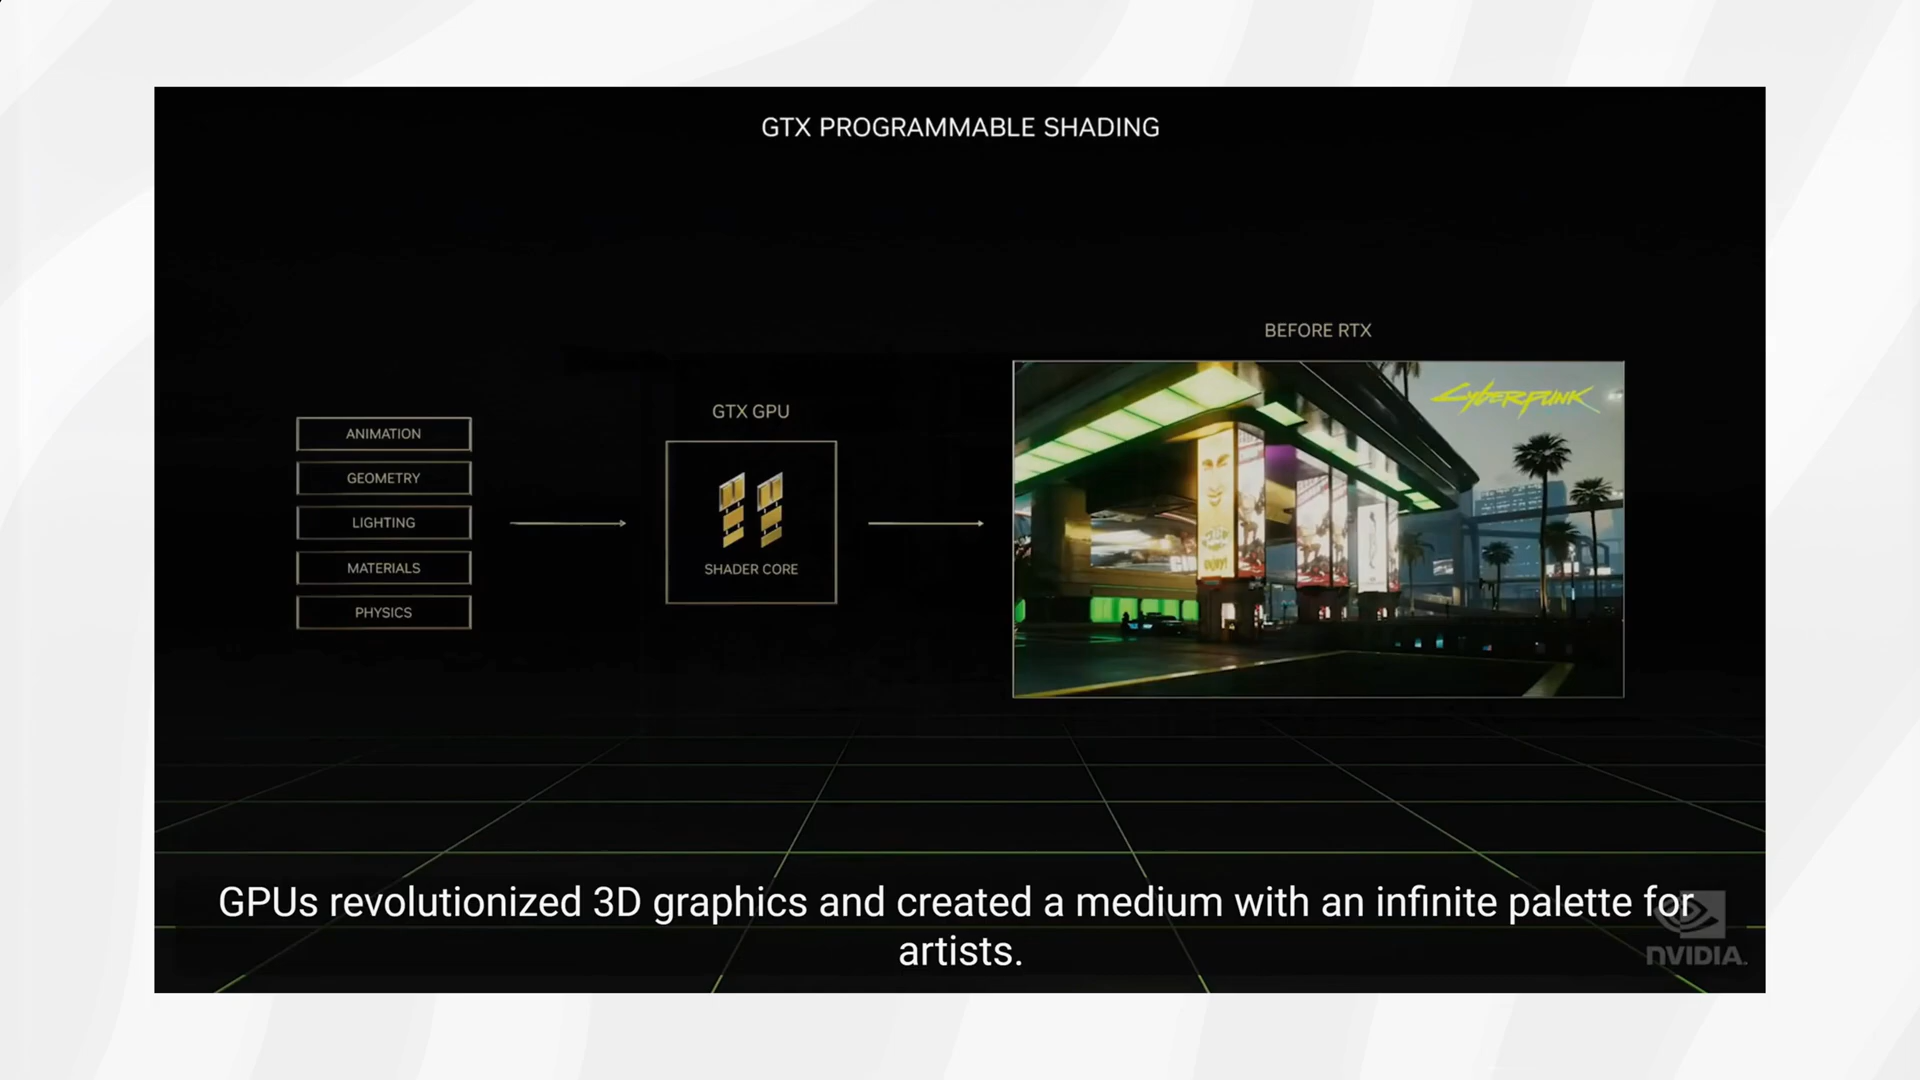 GTX PROGRAMMABLE SHADING
BEFORE RTX
CYBERPUNK
GTX GPU
ANIMATION
GEOMETRY
LIGHTING
MATERIALS
PHYSICS
SHADER CORE
ENJOY!
GPUs revolutionized 3D graphics and created a medium with an infinite palette for
artists.
NVIDIA.